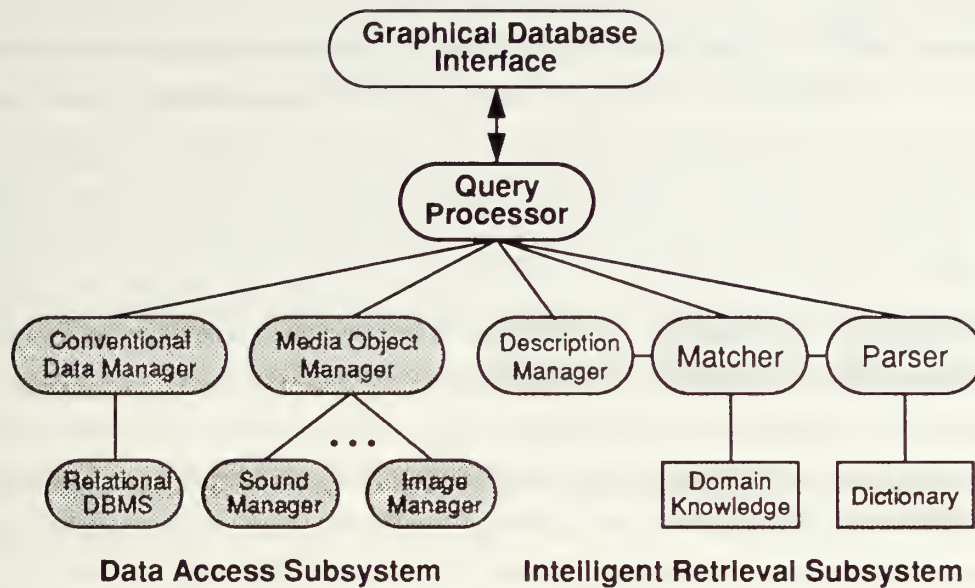 Graphical Database
Interface
Query
Processor
Conventional
Data Manager
Media Object
Manager
Description
Manager
Matcher
Parser
• • •
Relational
DBMS
Sound
Manager
Image
Manager
Domain
Knowledge
Dictionary
Data Access Subsystem
Intelligent Retrieval Subsystem